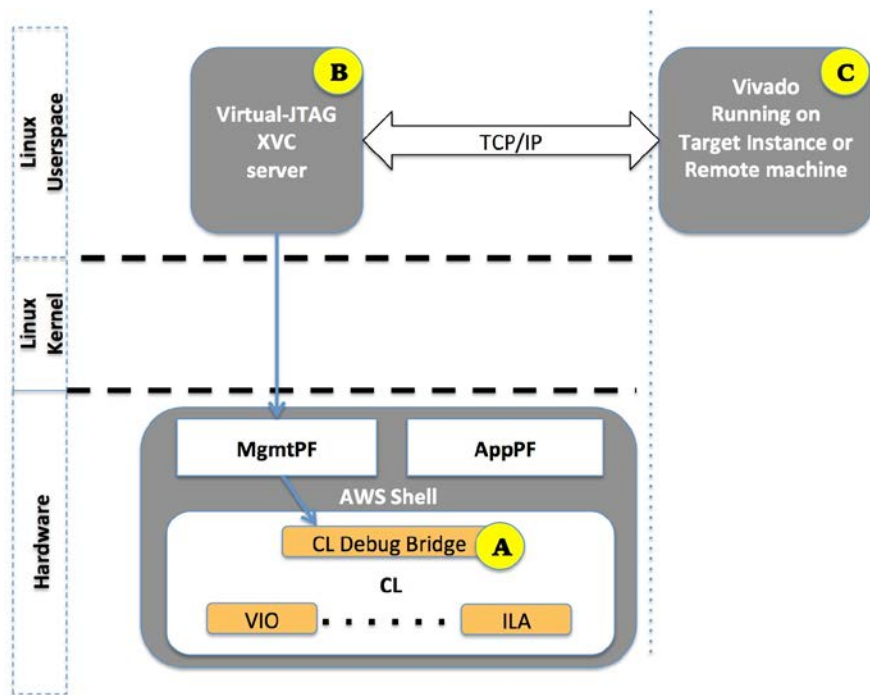 Linux
Userspace
B
Virtual-JTAG
XVC
server
TCP/IP
C
Vivado
Running on
Target Instance or
Remote machine
Linux
Kernel
Hardware
MgmtPF
AppPF
AWS Shell
CL Debug Bridge
A
CL
VIO
ILA